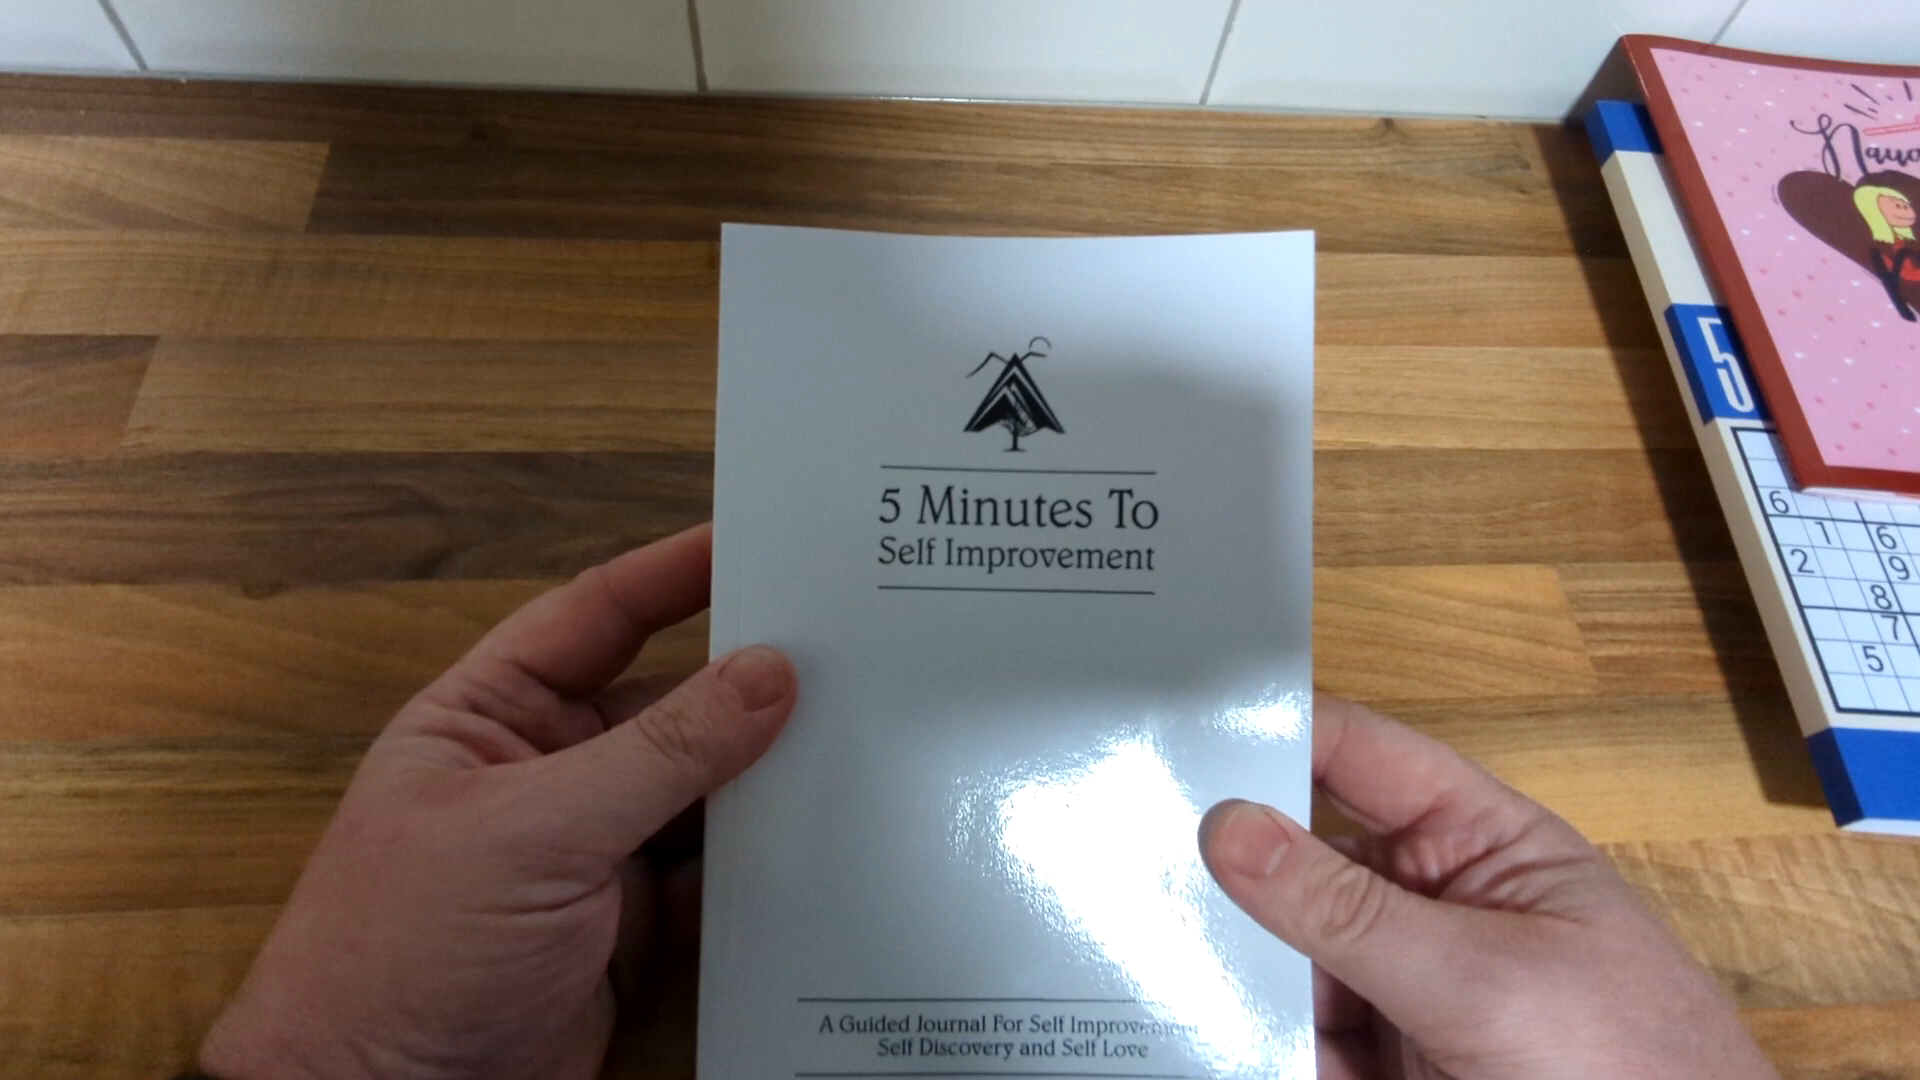 5 Minutes To
Self Improvement
A Guided Journal For Self Improvement
Self Discovery and Self Love
5
6
1 6
2 9
8
7
5